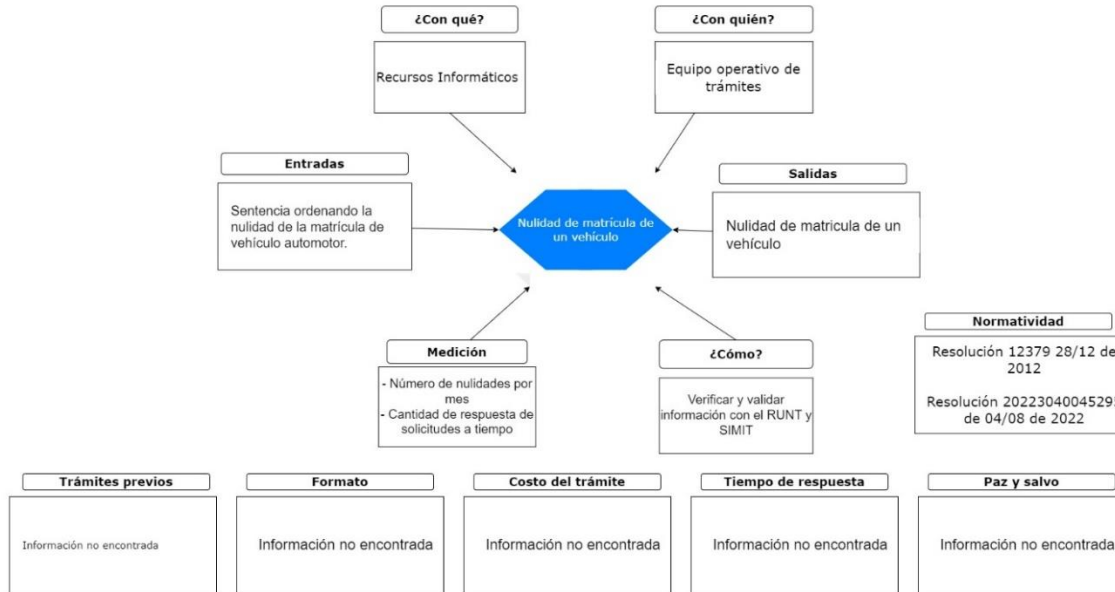 ¿Con qué?
Recursos Informáticos
¿Con quién?
Equipo operativo de
trámites
Entradas
Sentencia ordenando la
nulidad de la matrícula de
vehículo automotor.
Nulidad de matrícula de
un vehículo
Salidas
Nulidad de matricula de un
vehículo
Medición
- Número de nulidades por
mes
- Cantidad de respuesta de
solicitudes a tiempo
¿Cómo?
Verificar y validar
información con el RUNT y
SIMIT
Normatividad
Resolución 12379 28/12 de
2012
Resolución 20223040045295
de 04/08 de 2022
Trámites previos
Información no encontrada
Formato
Información no encontrada
Costo del trámite
Información no encontrada
Tiempo de respuesta
Información no encontrada
Paz y salvo
Información no encontrada